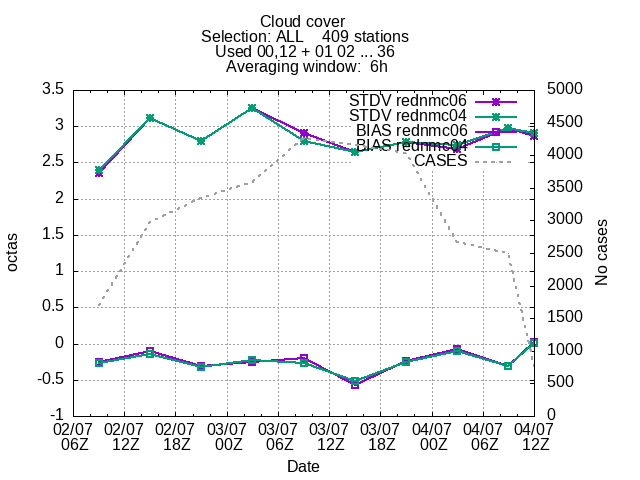 Cloud cover
Selection: ALL 409 stations
Used 00,12 + 01 02 ... 36
Averaging window: 6h
3.5
3
2.5
2
1.5
1
0.5
0
-0.5
-1
octas
STDV rednmc06
STDV rednmc04
BIAS rednmc06
BIAS rednmc04
CASES
5000
4500
4000
3500
3000
2500
2000
1500
1000
500
0
No cases
02/07 02/07 02/07 03/07 03/07 03/07 03/07 04/07 04/07 04/07
06Z 12Z 18Z 00Z 06Z 12Z 18Z 00Z 06Z 12Z
Date